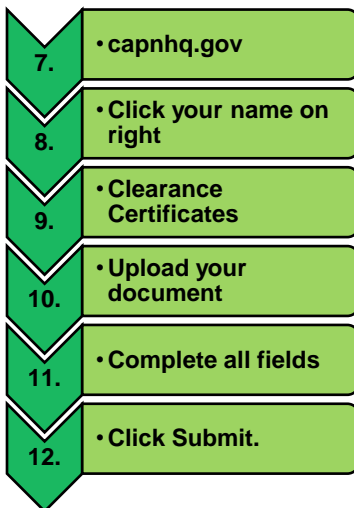 7.
• capnhq.gov
8.
• Click your name on
right
9.
• Clearance
Certificates
10.
• Upload your
document
11.
• Complete all fields
12.
• Click Submit.